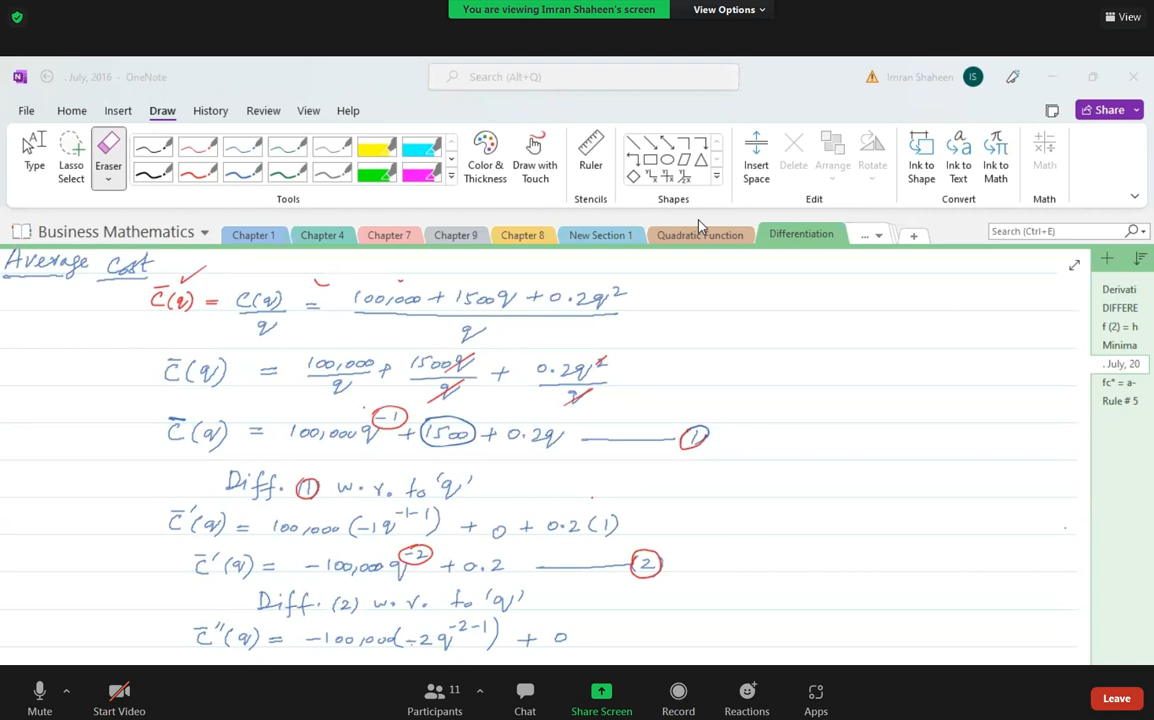 You are viewing Imran Shaheen's screen View Options
View
. July, 2016 - OneNote
Search (Alt+Q)
Imran Shaheen IS
File Home Insert Draw History Review View Help
Share
Type Lasso Select Eraser
Color & Thickness Draw with Touch Ruler
Insert Space Delete Arrange Rotate
Ink to Shape Ink to Text Ink to Math Math
Tools Stencils Shapes Edit Convert Math
Business Mathematics Chapter 1 Chapter 4 Chapter 7 Chapter 9 Chapter 8 New Section 1 Quadratic Function Differentiation ... + Search (Ctrl+E)
Average Cost
C̄(q) = C(q)/q = (100,000 + 1500q + 0.2q²)/q
C̄(q) = 100,000/q + 1500q/q + 0.2q²/q
C̄(q) = 100,000q⁻¹ + 1500 + 0.2q ——— (1)
Diff. (1) w.r. to 'q'
C̄'(q) = 100,000(-1q⁻¹⁻¹) + 0 + 0.2(1)
C̄'(q) = -100,000q⁻² + 0.2 ——— (2)
Diff. (2) w.r. to 'q'
C̄''(q) = -100,000(-2q⁻²⁻¹) + 0
Derivati
DIFFERE
f (2) = h
Minima
. July, 20
fc* = a-
Rule # 5
Mute Start Video Participants 11 Chat Share Screen Record Reactions Apps Leave